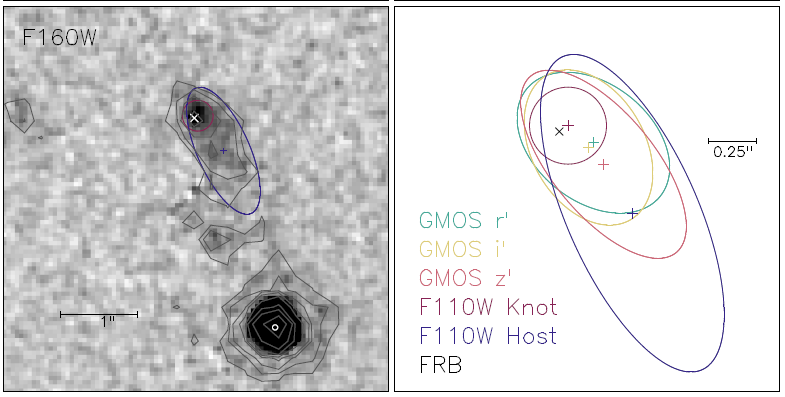 F160W
1"
0.25"
GMOS r'
GMOS i'
GMOS z'
F110W Knot
F110W Host
FRB